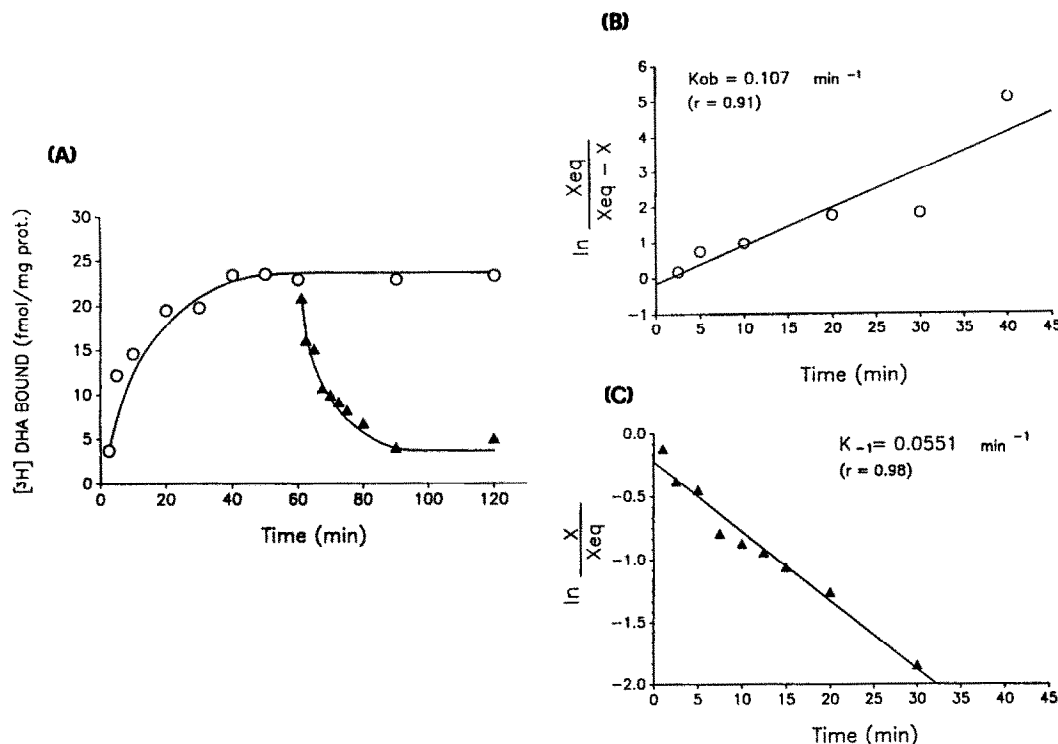 (A)
[³H] DHA BOUND (fmol/mg prot.)
30
25
20
15
10
5
0
0 20 40 60 80 100 120
Time (min)
(B)
Kob = 0.107 min ⁻¹
(r = 0.91)
ln Xeq / Xeq − X
6
5
4
3
2
1
0
−1
0 5 10 15 20 25 30 35 40 45
Time (min)
(C)
K₋₁= 0.0551 min ⁻¹
(r = 0.98)
ln X / Xeq
0.0
−0.5
−1.0
−1.5
−2.0
0 5 10 15 20 25 30 35 40 45
Time (min)